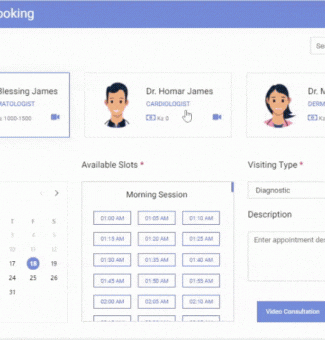 ooking
Se
Blessing James
MATOLOGIST
s 1000-1500
Dr. Homar James
CARDIOLOGIST
Ks 0
Dr. M
DERM
Available Slots *
Visiting Type *
Morning Session
Diagnostic
01:00 AM 01:05 AM 01:10 AM
Description
T F S
01:15 AM 01:20 AM 01:25 AM
Enter appointment des
01:30 AM 01:35 AM 01:40 AM
17 18 19
01:45 AM 01:50 AM 01:55 AM
24 25 26
02:00 AM 02:05 AM 02:10 AM
31
Video Consultation